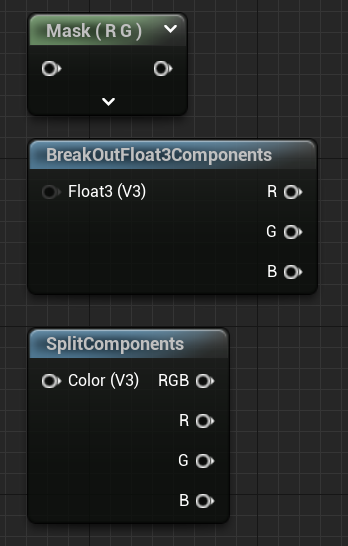 Mask ( R G )
BreakOutFloat3Components
Float3 (V3) R
G
B
SplitComponents
Color (V3) RGB
R
G
B